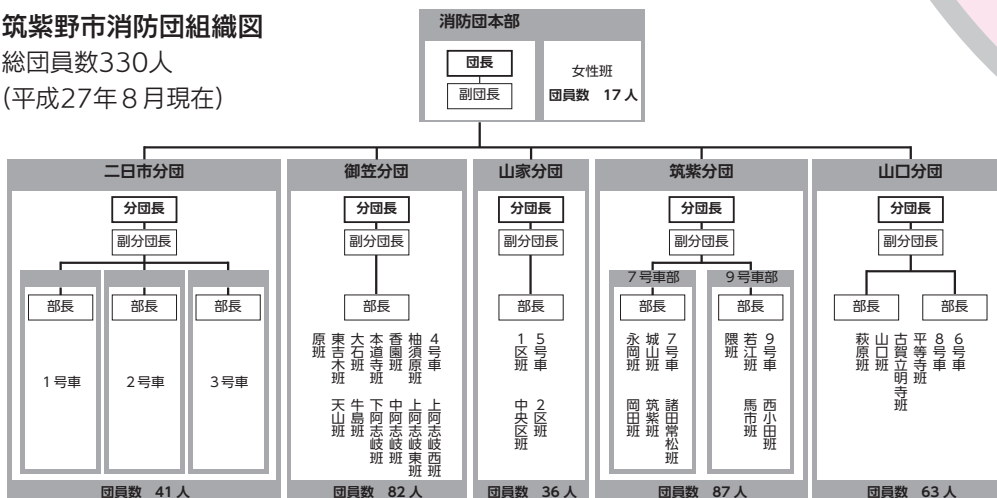 筑紫野市消防団組織図
総団員数330人
(平成27年８月現在)
消防団本部
団長
副団長
女性班
団員数 17人
二日市分団
分団長
副分団長
部長
1号車
部長
2号車
部長
3号車
団員数 41人
御笠分団
分団長
副分団長
部長
4号車
柚須原班
香園班
本道寺班
大石班
東吉木班
原班
上阿志岐西班
上阿志岐東班
中阿志岐班
下阿志岐班
牛島班
天山班
団員数 82人
山家分団
分団長
副分団長
部長
5号車
1区班
2区班
中央区班
団員数 36人
筑紫分団
分団長
副分団長
7号車部
部長
7号車
城山班
永岡班
諸田常松班
筑紫班
岡田班
9号車部
部長
9号車
若江班
隈班
西小田班
馬市班
団員数 87人
山口分団
分団長
副分団長
部長
部長
6号車
8号車
平等寺班
古賀立明寺班
山口班
萩原班
団員数 63人